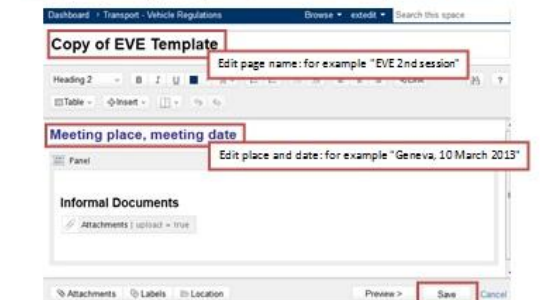 Dashboard › Transport - Vehicle Regulations Browse extedit Search this space
Copy of EVE Template
Edit page name: for example "EVE 2nd session"
Heading 2 B I U ?
Table Insert
Meeting place, meeting date
Edit place and date: for example "Geneva, 10 March 2013"
Panel
Informal Documents
Attachments | upload = true
Attachments Labels Location Preview > Save Cancel